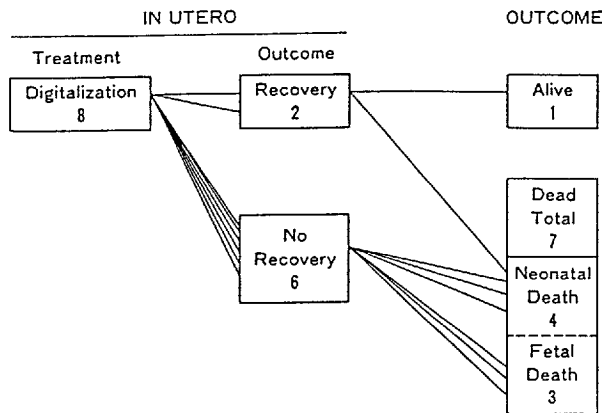 IN UTERO
OUTCOME
Treatment
Outcome
Digitalization
8
Recovery
2
Alive
1
No
Recovery
6
Dead
Total
7
Neonatal
Death
4
Fetal
Death
3